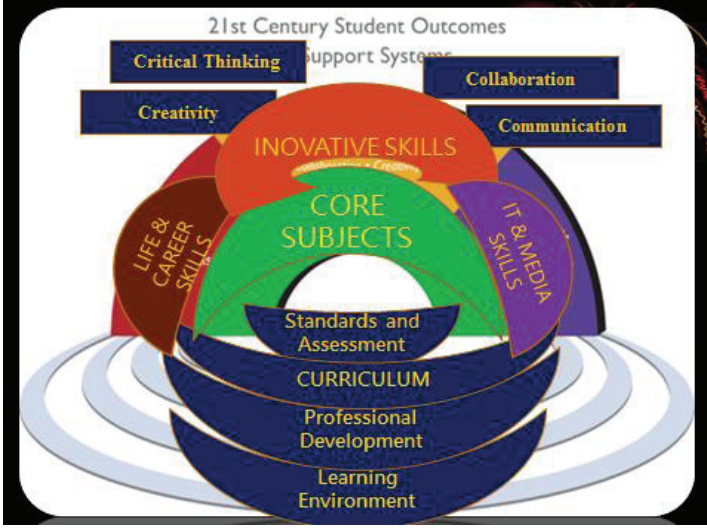 21st Century Student Outcomes
Support Systems
Critical Thinking
Collaboration
Creativity
Communication
INOVATIVE SKILLS
CORE
SUBJECTS
LIFE &
CAREER
SKILLS
IT & MEDIA
SKILLS
Standards and
Assessment
CURRICULUM
Professional
Development
Learning
Environment